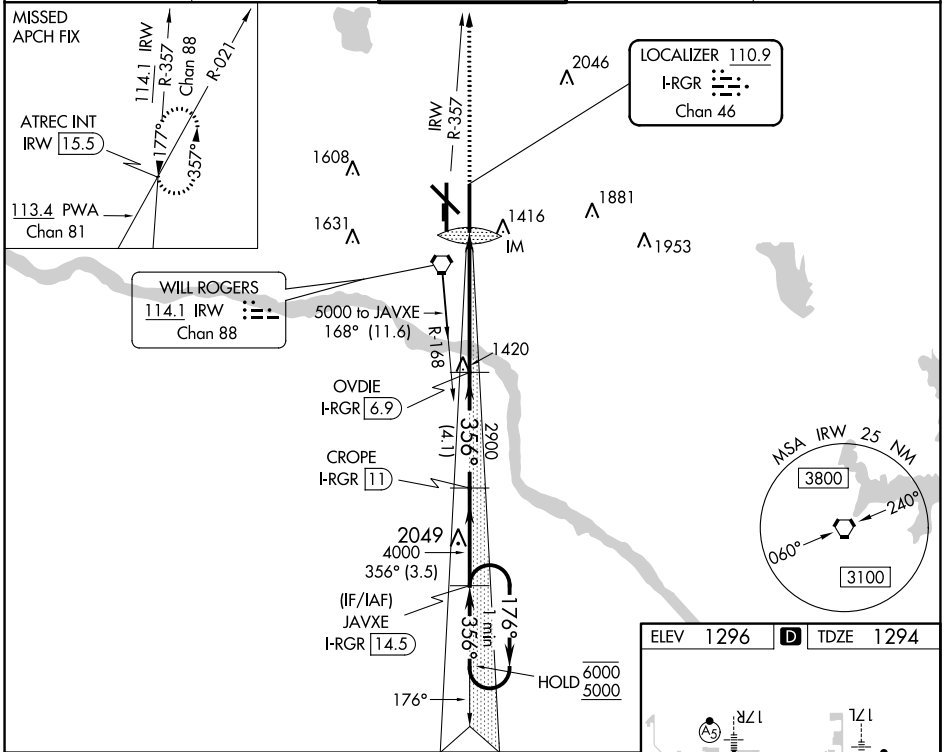 MISSED
APCH FIX
114.1 IRW
R-357
Chan 88
R-021
ATREC INT
IRW 15.5
177°
357°
113.4 PWA
Chan 81
IRW
R-357
2046
LOCALIZER 110.9
I-RGR
Chan 46
1608
1631
1416
IM
1881
1953
WILL ROGERS
114.1 IRW
Chan 88
5000 to JAVXE
168° (11.6)
R-168
1420
OVDIE
I-RGR 6.9
2900
356°
(4.1)
CROPE
I-RGR 11
2049
4000
356° (3.5)
(IF/IAF)
JAVXE
I-RGR 14.5
356°
1 min
176°
HOLD 6000
5000
176°
MSA IRW 25 NM
3800
240°
060°
3100
ELEV 1296 D TDZE 1294
A5
17R
17L